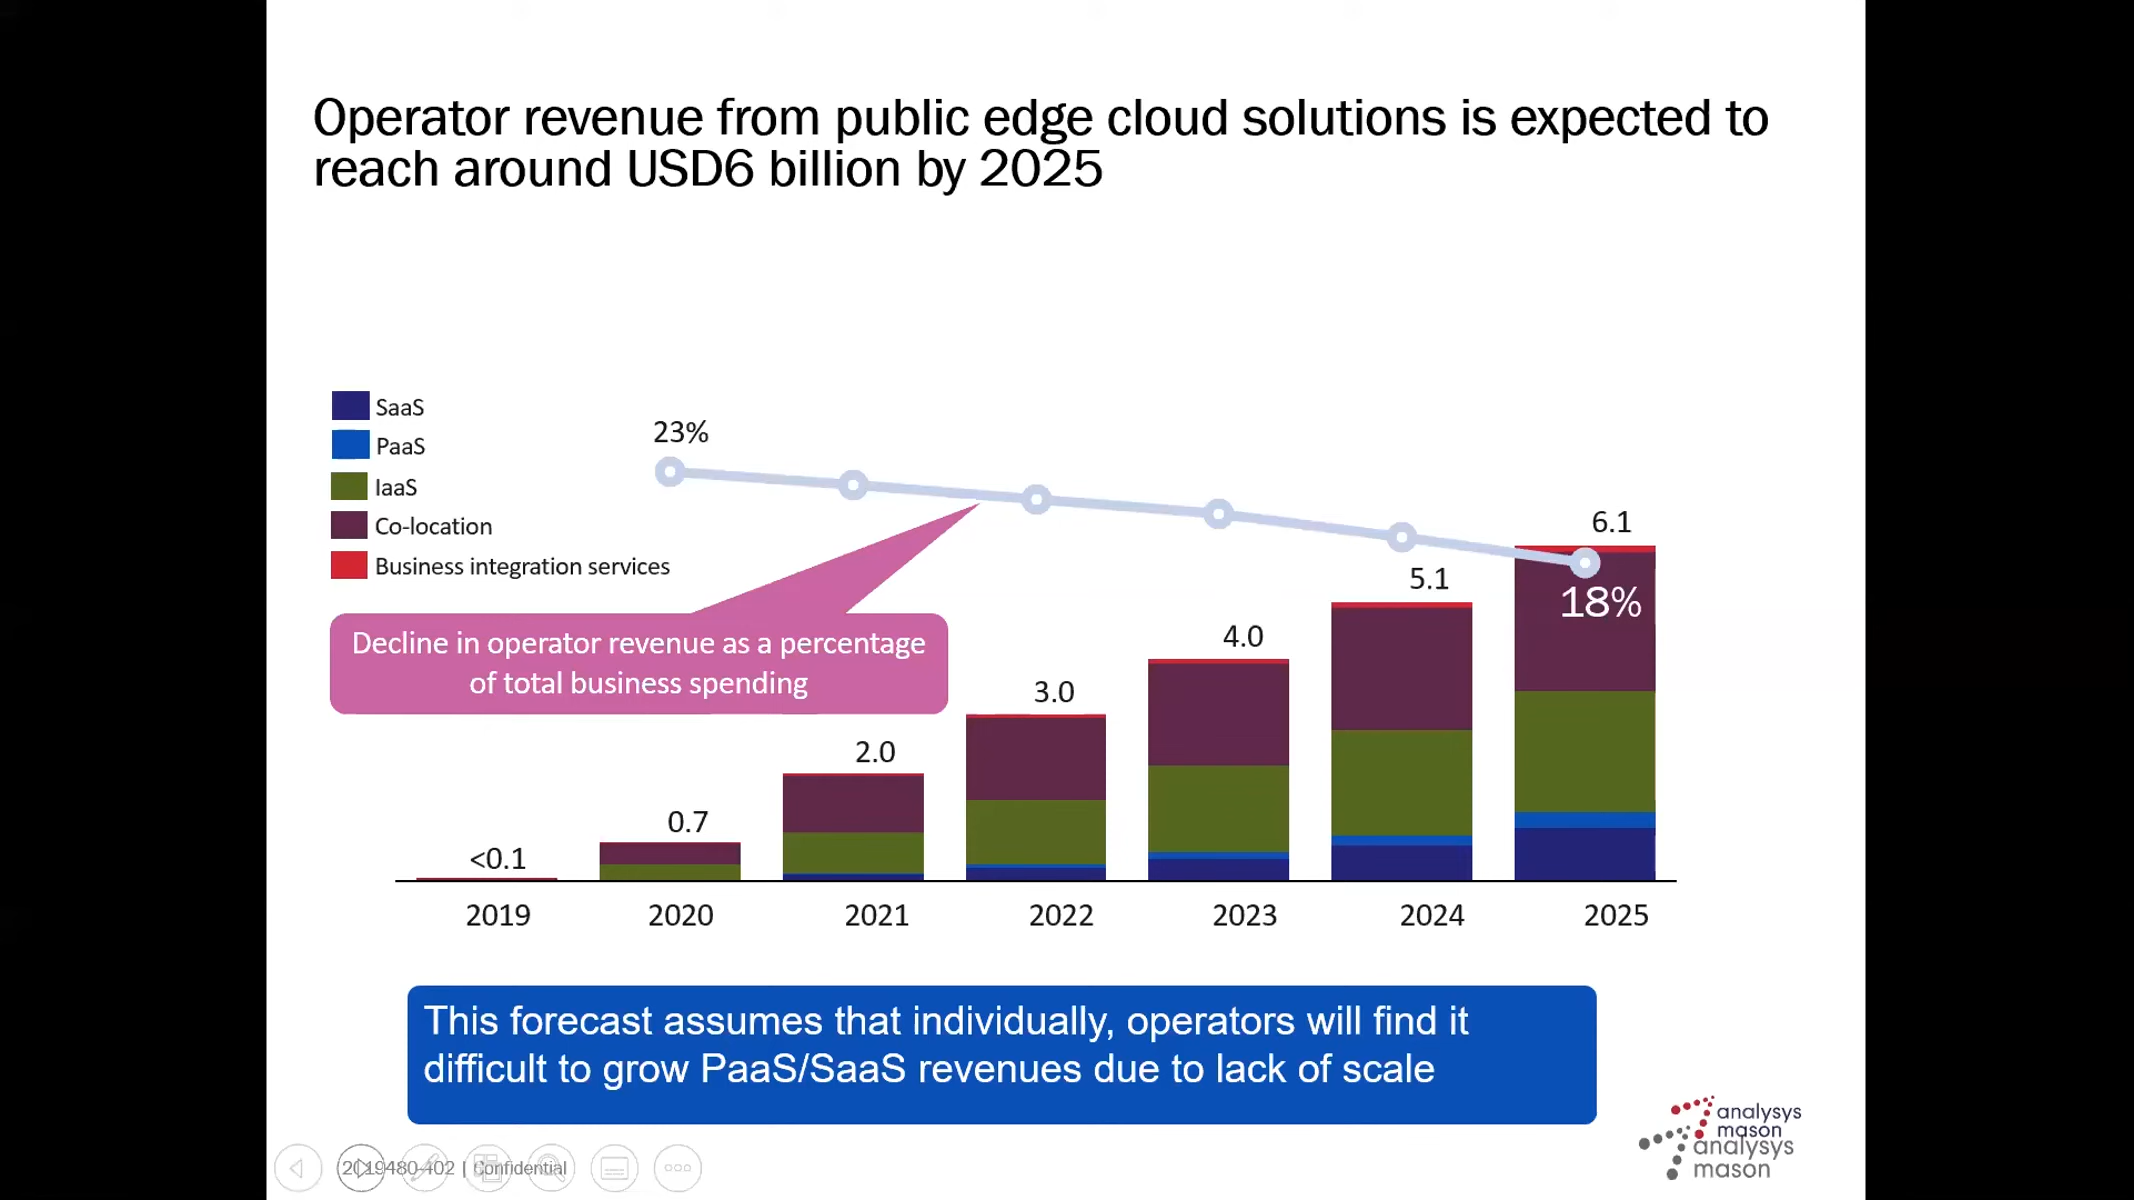 Operator revenue from public edge cloud solutions is expected to
reach around USD6 billion by 2025
SaaS
PaaS
IaaS
Co-location
Business integration services
23%
Decline in operator revenue as a percentage
of total business spending
<0.1
0.7
2.0
3.0
4.0
5.1
6.1
18%
2019
2020
2021
2022
2023
2024
2025
This forecast assumes that individually, operators will find it
difficult to grow PaaS/SaaS revenues due to lack of scale
2019480-402 | Confidential
analysys
mason
analysys
mason